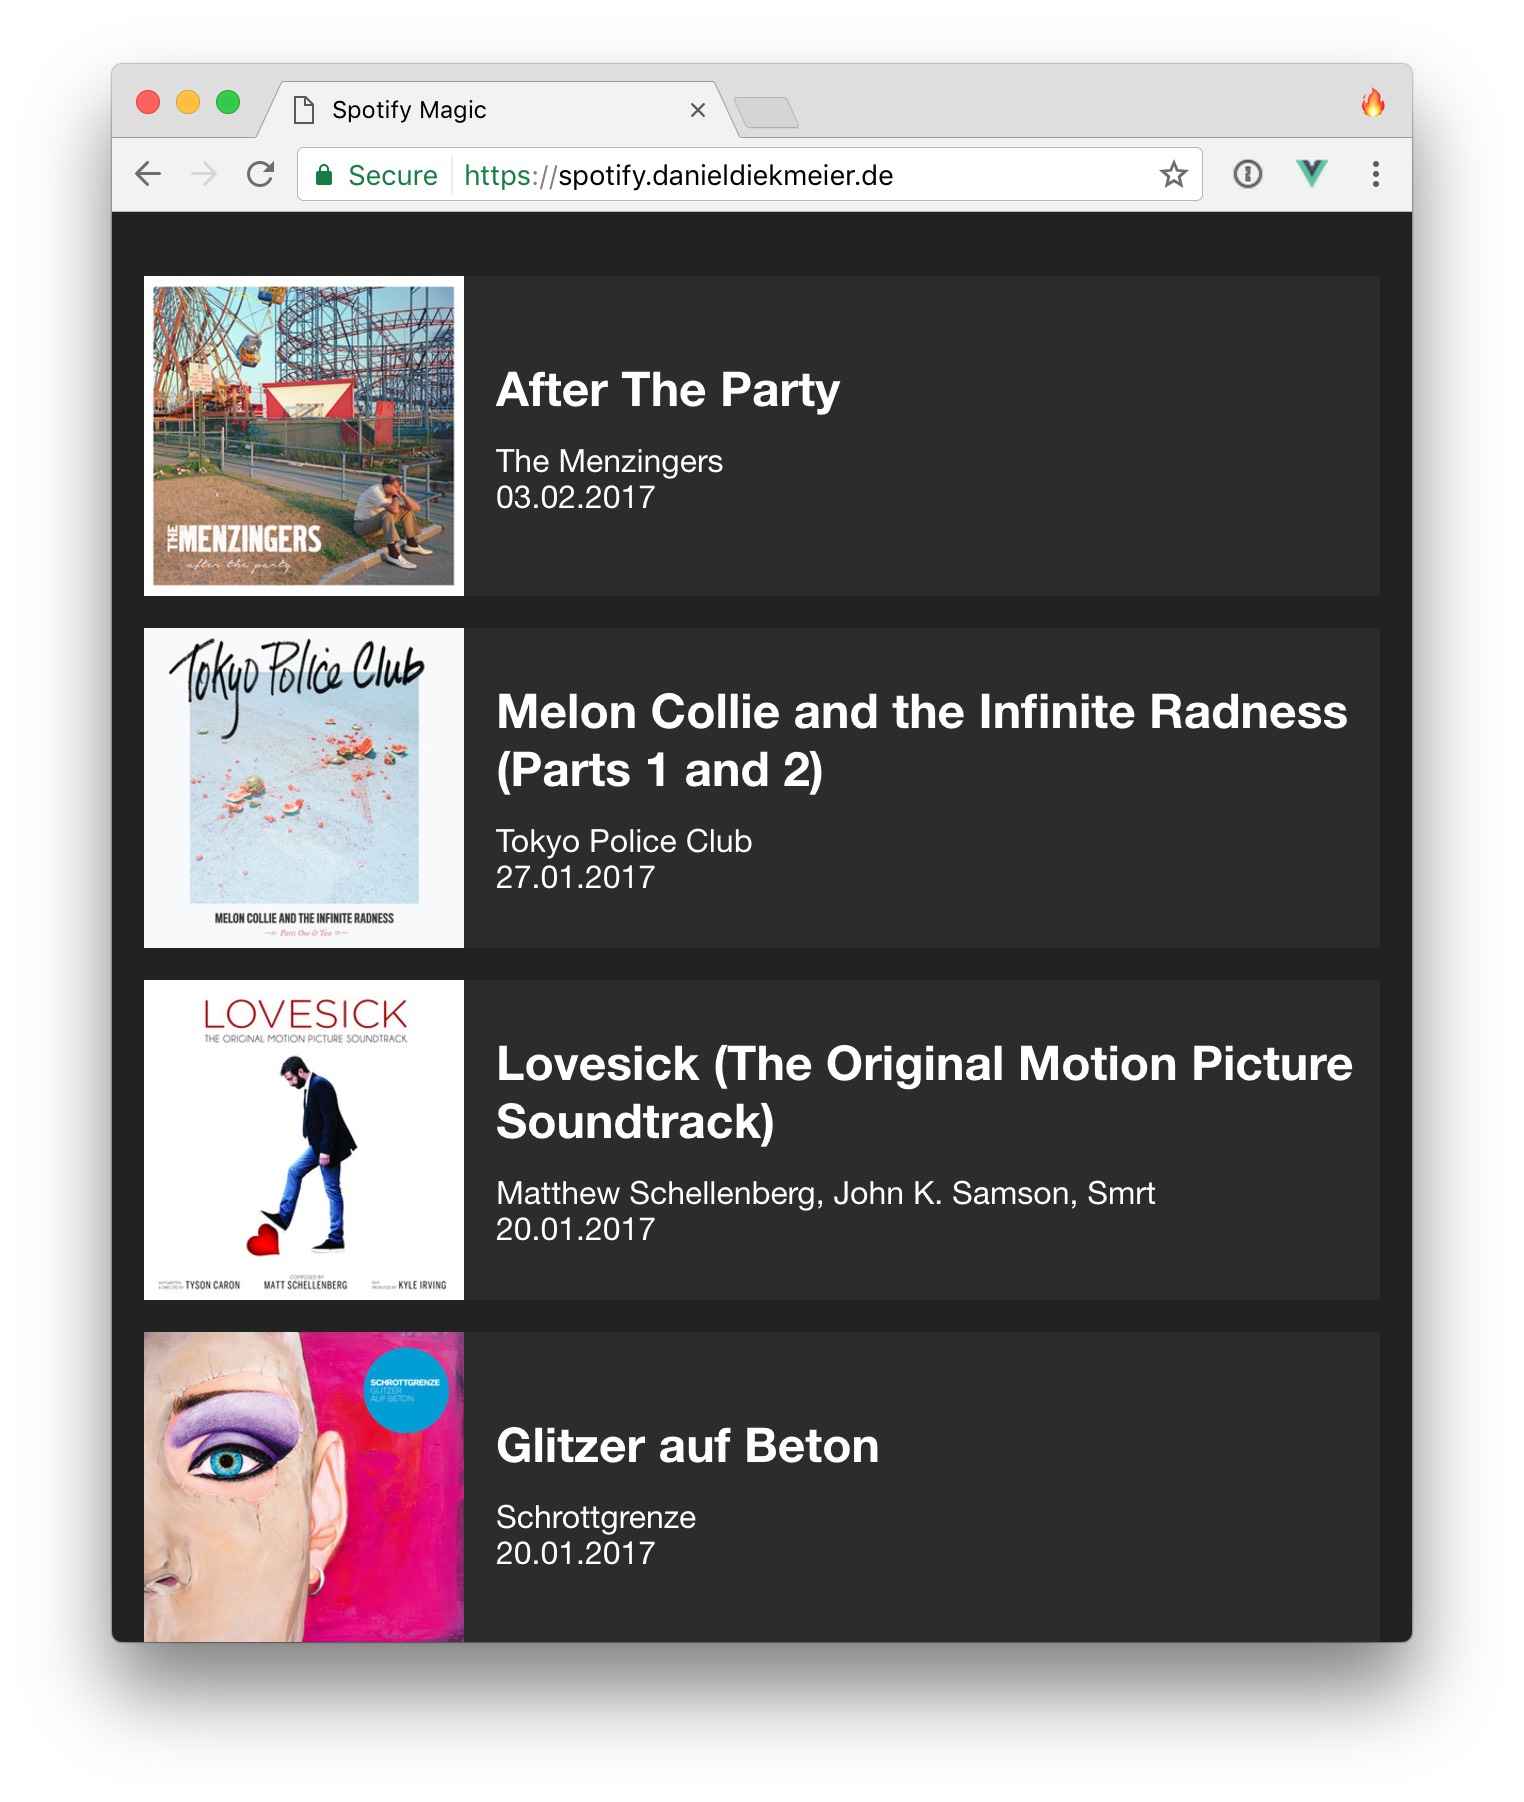 Spotify Magic
Secure
https://spotify.danieldiekmeier.de
THE MENZINGERS
after the party
After The Party
The Menzingers
03.02.2017
Tokyo Police Club
MELON COLLIE AND THE INFINITE RADNESS
Parts One & Two
Melon Collie and the Infinite Radness
(Parts 1 and 2)
Tokyo Police Club
27.01.2017
LOVESICK
THE ORIGINAL MOTION PICTURE SOUNDTRACK
TYSON CARON
MATT SCHELLENBERG
KYLE IRVING
Lovesick (The Original Motion Picture
Soundtrack)
Matthew Schellenberg, John K. Samson, Smrt
20.01.2017
SCHROTTGRENZE
GLITZER
AUF BETON
Glitzer auf Beton
Schrottgrenze
20.01.2017